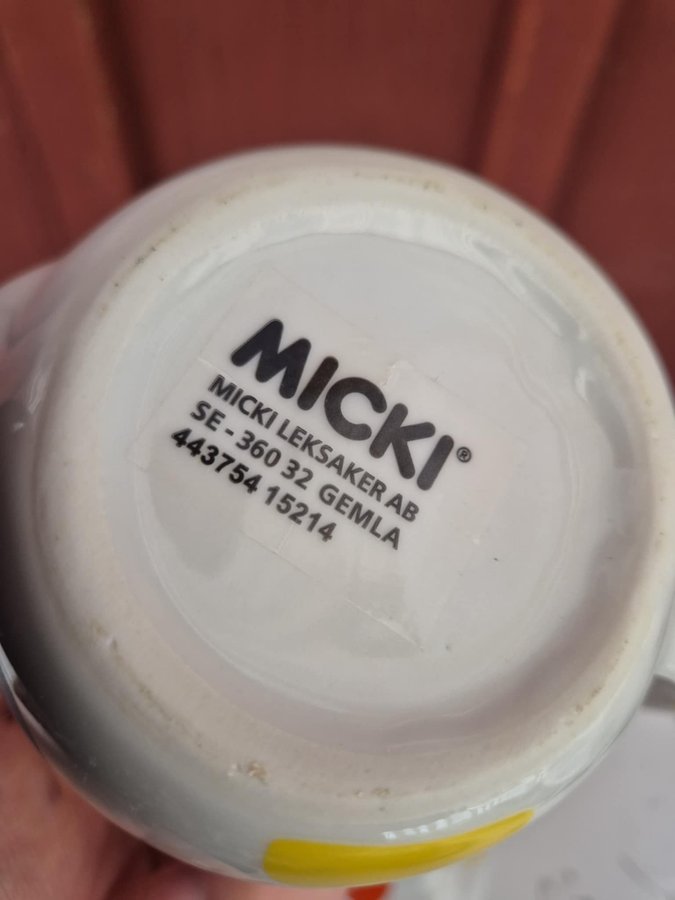 MICKI®
MICKI LEKSAKER AB
SE - 360 32 GEMLA
443754 15214